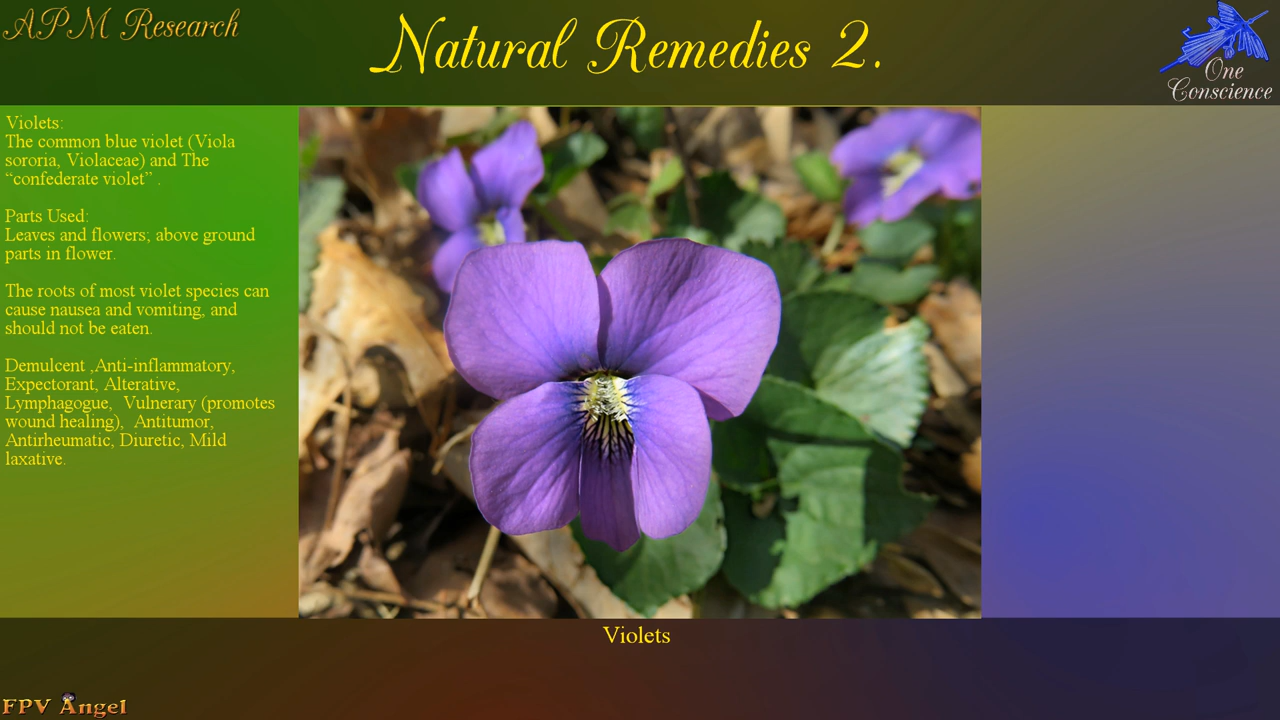 APM Research
Natural Remedies 2.
One
Conscience
Violets:
The common blue violet (Viola
sororia, Violaceae) and The
“confederate violet” .
Parts Used:
Leaves and flowers; above ground
parts in flower.
The roots of most violet species can
cause nausea and vomiting, and
should not be eaten.
Demulcent ,Anti-inflammatory,
Expectorant, Alterative,
Lymphagogue,  Vulnerary (promotes
wound healing),  Antitumor,
Antirheumatic, Diuretic, Mild
laxative.
Violets
FPV Angel